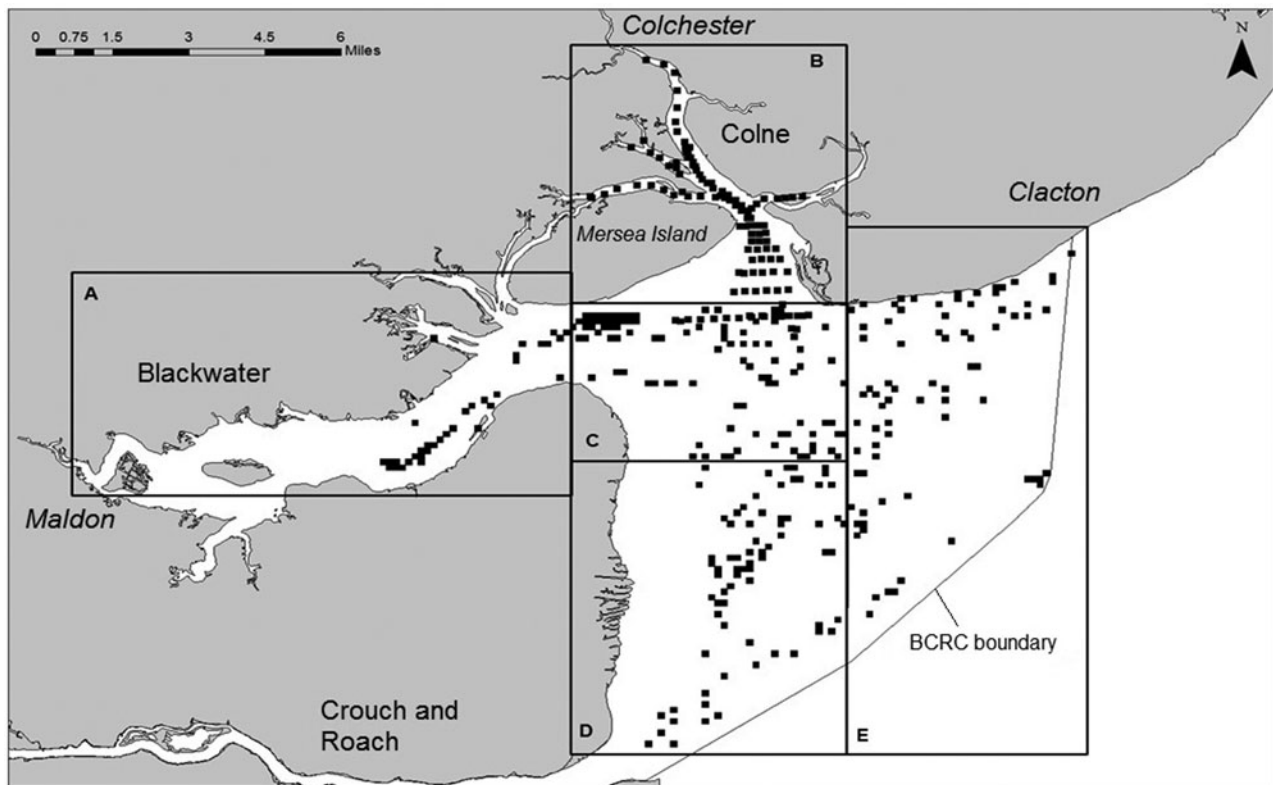 Colchester
0 0.75 1.5 3 4.5 6
Miles
N
B
Colne
Clacton
Mersea Island
A
Blackwater
C
Maldon
BCRC boundary
Crouch and
Roach
D
E